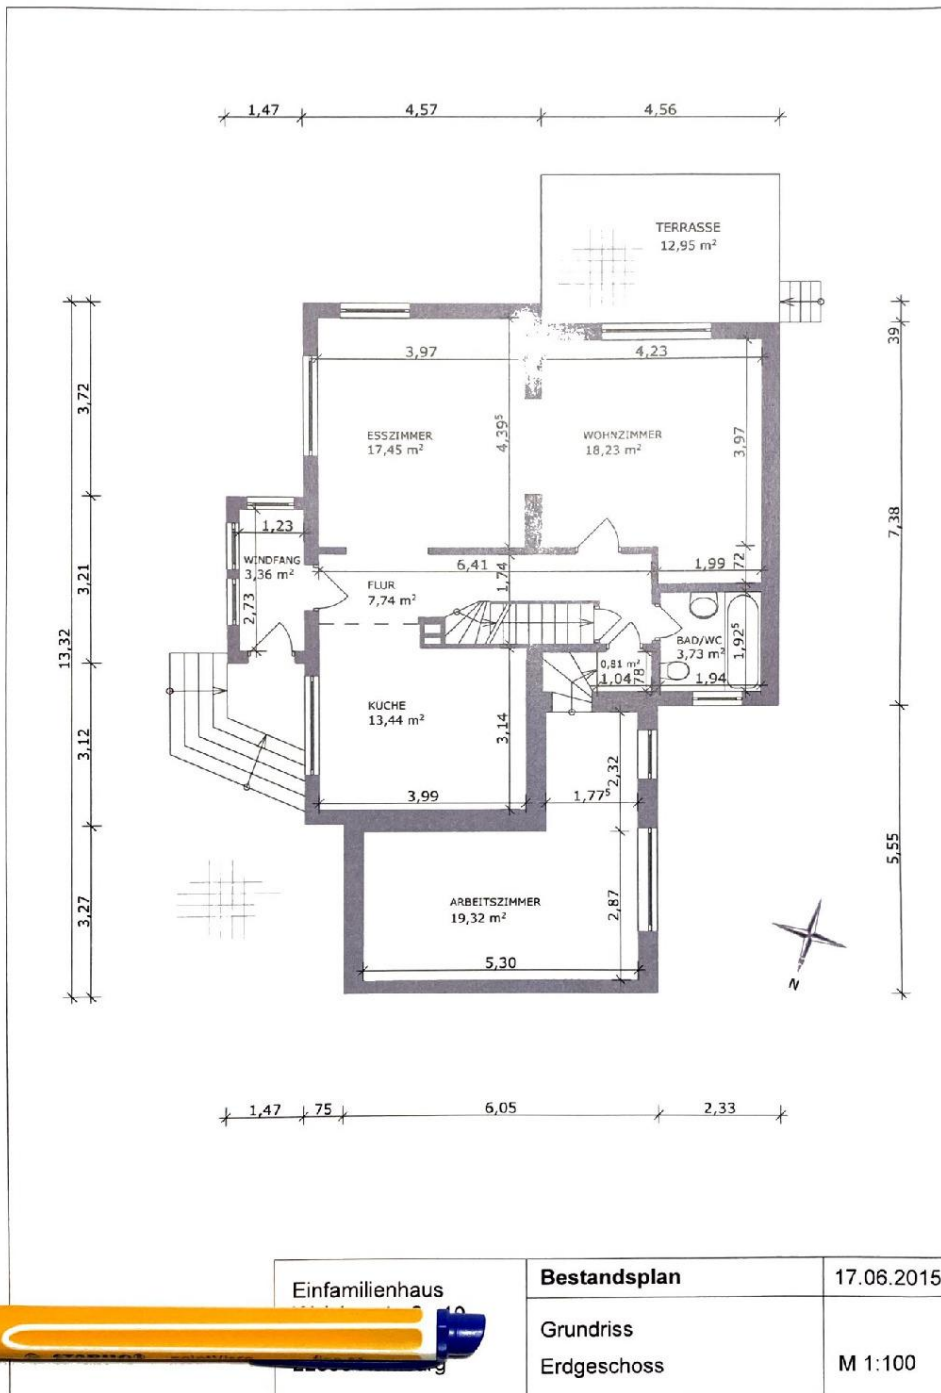 1,47 4,57 4,56
TERRASSE
12,95 m²
39
3,97 4,23
3,72
ESSZIMMER
17,45 m²
4,39⁵
WOHNZIMMER
18,23 m²
3,97
7,38
1,23
WINDFANG
3,36 m²
2,73
3,21
13,32
6,41
1,74
1,99
72
FLUR
7,74 m²
BAD/WC
3,73 m²
1,92⁵
0,81 m²
1,04
78
1,94
KÜCHE
13,44 m²
3,14
3,12
3,99
2,32
1,77⁵
5,55
ARBEITSZIMMER
19,32 m²
2,87
3,27
5,30
N
1,47 75 6,05 2,33
Einfamilienhaus
Bestandsplan
17.06.2015
Grundriss
Erdgeschoss
M 1:100
STABILO